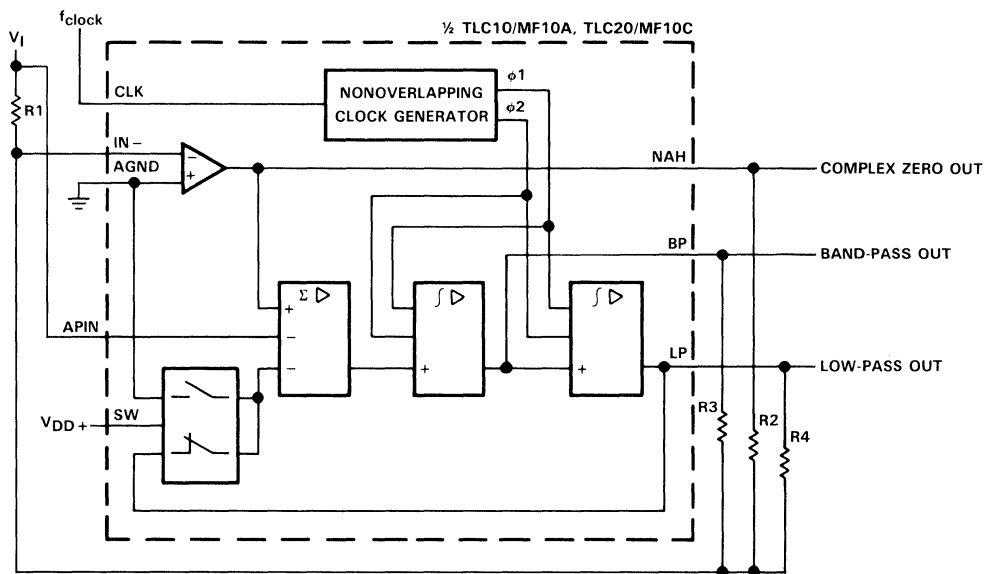 ½ TLC10/MF10A, TLC20/MF10C
fclock
VI
CLK
NONOVERLAPPING
CLOCK GENERATOR
ϕ1
ϕ2
R1
IN −
AGND
−
+
NAH
COMPLEX ZERO OUT
BP
BAND-PASS OUT
Σ ▷
∫ ▷
∫ ▷
+
APIN
−
−
+
+
LP
LOW-PASS OUT
VDD +
SW
R3
R2
R4